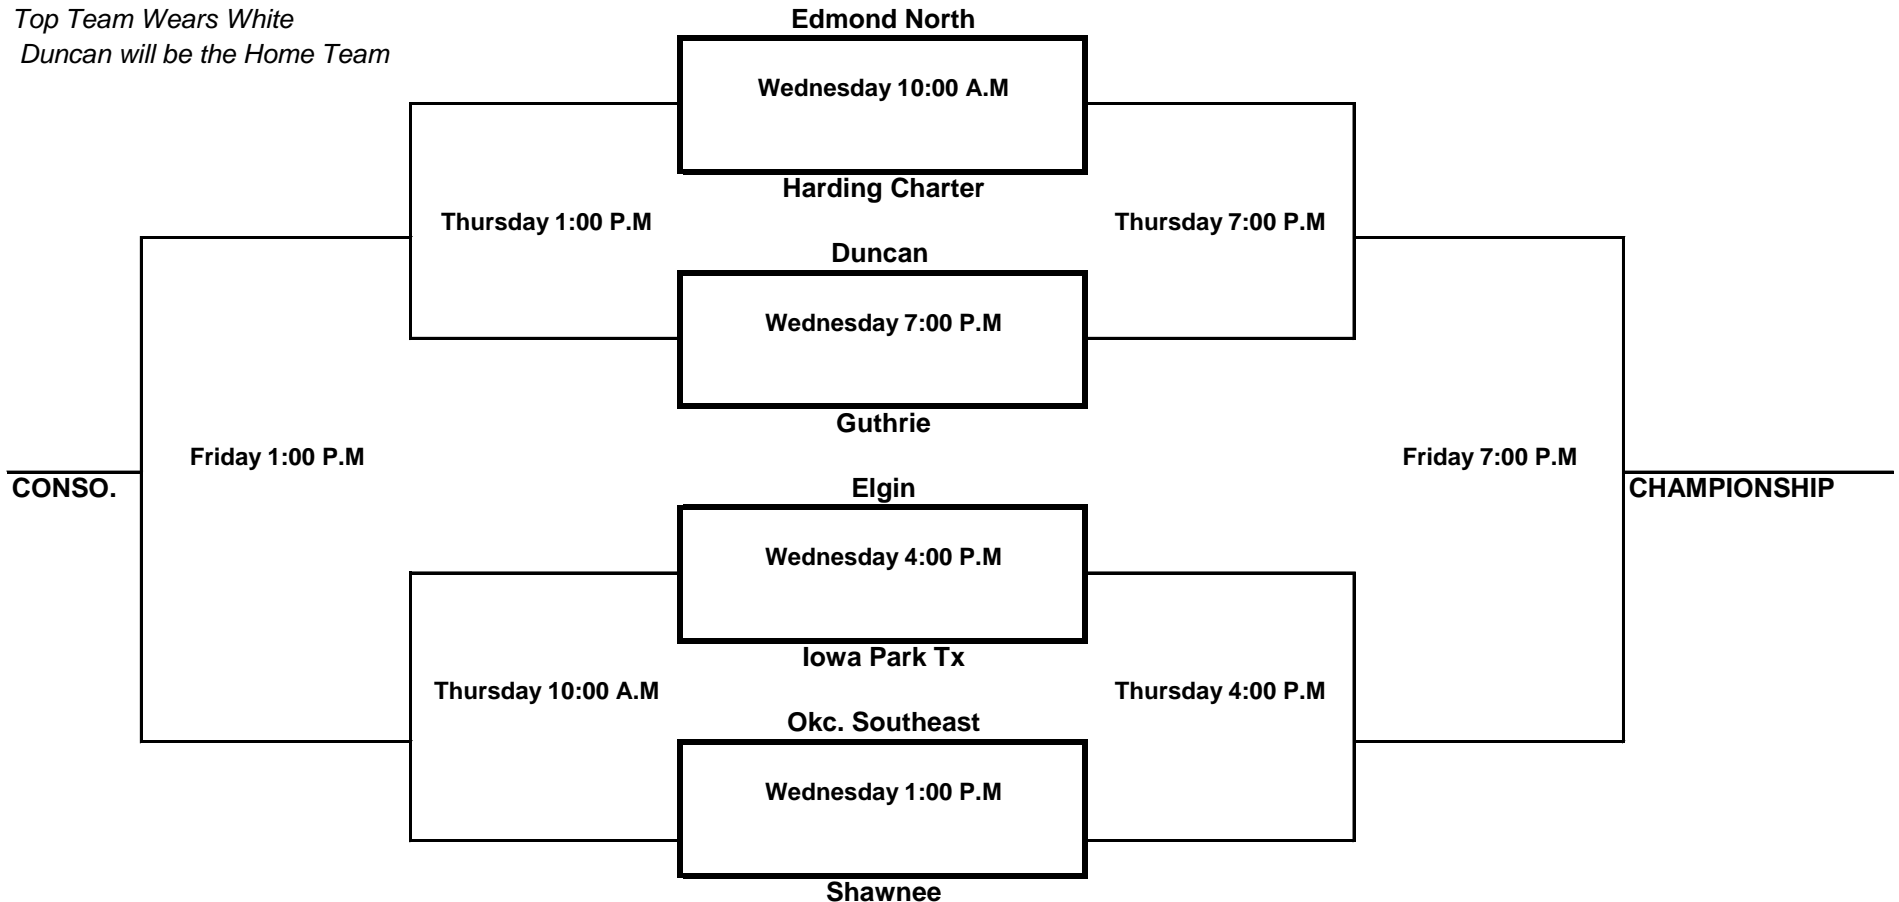 Top Team Wears White
Duncan will be the Home Team
Edmond North
Wednesday 10:00 A.M
Harding Charter
Thursday 1:00 P.M
Thursday 7:00 P.M
Duncan
Wednesday 7:00 P.M
Guthrie
Friday 1:00 P.M
Friday 7:00 P.M
CONSO.
Elgin
CHAMPIONSHIP
Wednesday 4:00 P.M
Iowa Park Tx
Thursday 10:00 A.M
Thursday 4:00 P.M
Okc. Southeast
Wednesday 1:00 P.M
Shawnee